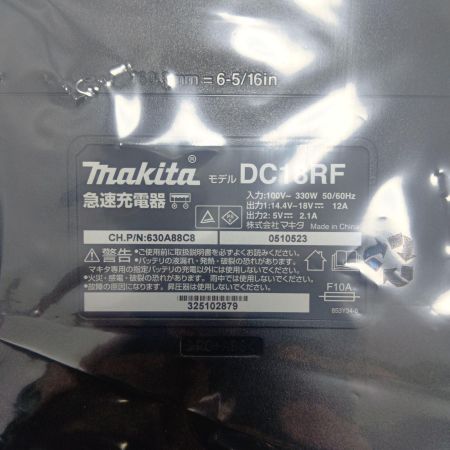 mm = 6-5/16in
makita® モデル DC18RF
急速充電器
入力:100V~ 330W 50/60Hz
出力1:14.4V-18V⎓ 12A
出力2:5V⎓ 2.1A
株式会社マキタ Made in China
CH.P/N:630A88C8 0510523
⚠警告
•ご使用前に取扱説明書を必ずよくお読みください。
•バッテリの液漏れ、発熱・破裂の恐れがあります。
マキタ専用の指定バッテリの充電以外には使用しないでください。
•火災・感電・破裂の恐れがあります。雨中で使用しないでください。
•故障の原因になります。昇圧器は使用しないでください。
F10A
325102879
853Y34-6